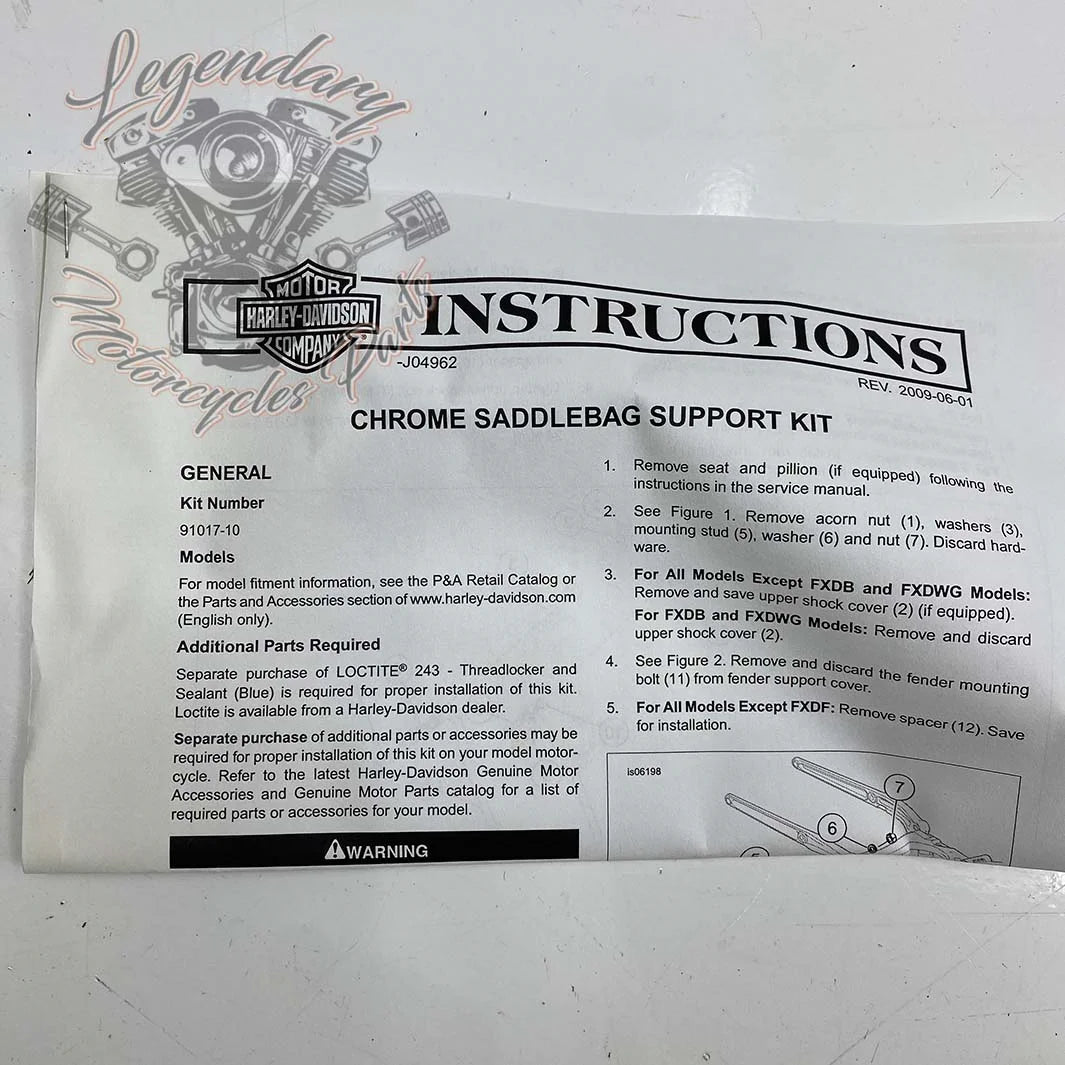 Legendary
Motorcycles Parts
MOTOR
HARLEY-DAVIDSON
COMPANY
INSTRUCTIONS
-J04962
REV. 2009-06-01
CHROME SADDLEBAG SUPPORT KIT
GENERAL
Kit Number
91017-10
Models
For model fitment information, see the P&A Retail Catalog or
the Parts and Accessories section of www.harley-davidson.com
(English only).
Additional Parts Required
Separate purchase of LOCTITE® 243 - Threadlocker and
Sealant (Blue) is required for proper installation of this kit.
Loctite is available from a Harley-Davidson dealer.
Separate purchase of additional parts or accessories may be
required for proper installation of this kit on your model motor-
cycle. Refer to the latest Harley-Davidson Genuine Motor
Accessories and Genuine Motor Parts catalog for a list of
required parts or accessories for your model.
WARNING
1. Remove seat and pillion (if equipped) following the
instructions in the service manual.
2. See Figure 1. Remove acorn nut (1), washers (3),
mounting stud (5), washer (6) and nut (7). Discard hard-
ware.
3. For All Models Except FXDB and FXDWG Models:
Remove and save upper shock cover (2) (if equipped).
For FXDB and FXDWG Models: Remove and discard
upper shock cover (2).
4. See Figure 2. Remove and discard the fender mounting
bolt (11) from fender support cover.
5. For All Models Except FXDF: Remove spacer (12). Save
for installation.
is06198
7
6